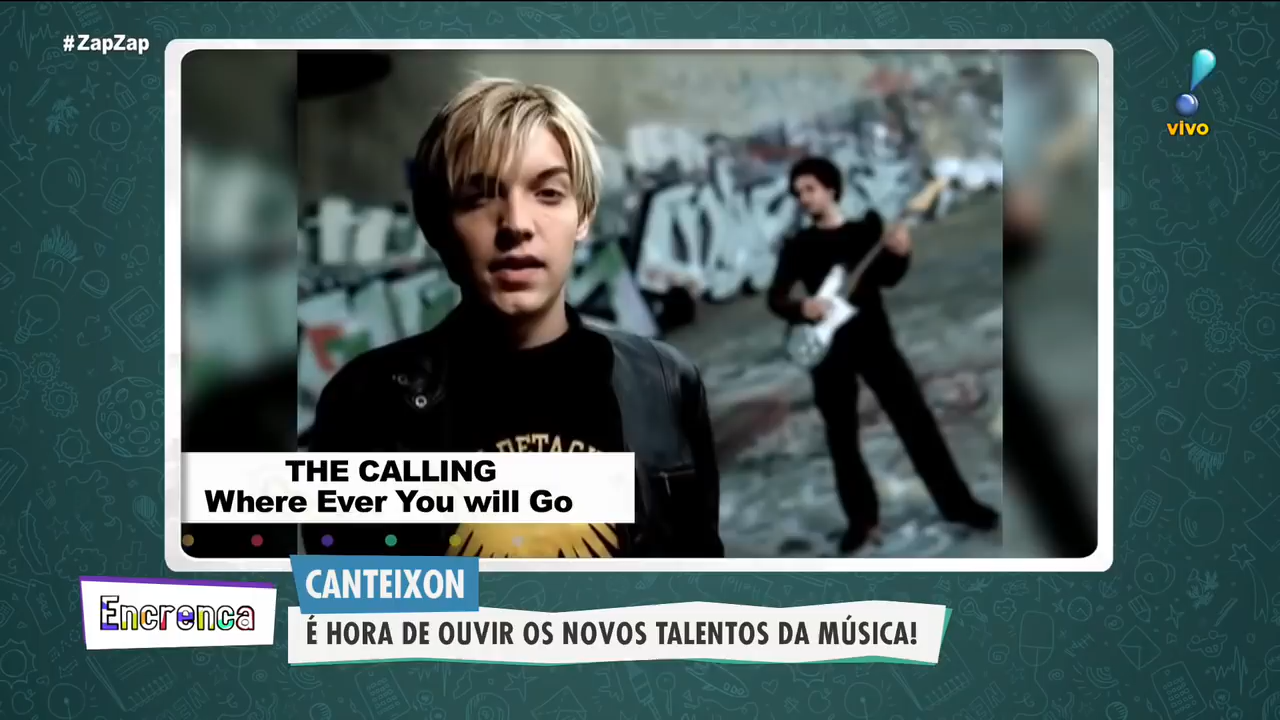 #ZapZap
vivo
THE CALLING
Where Ever You will Go
CANTEIXON
Encrenca
É HORA DE OUVIR OS NOVOS TALENTOS DA MÚSICA!